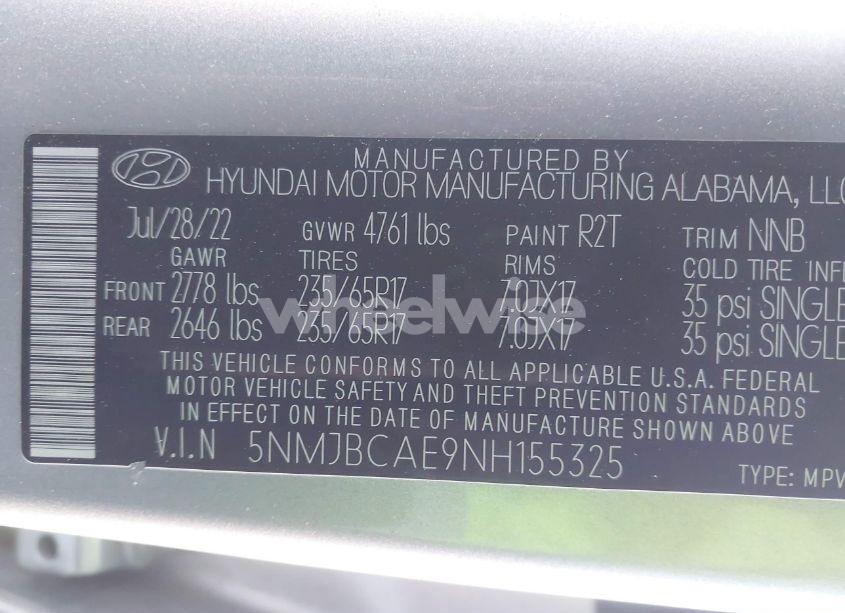 MANUFACTURED BY
HYUNDAI MOTOR MANUFACTURING ALABAMA, LLC
Jul/28/22 GVWR 4761 lbs PAINT R2T TRIM NNB
GAWR TIRES RIMS COLD TIRE INFL
FRONT 2778 lbs 235/65R17 7.0JX17 35 psi SINGLE
REAR 2646 lbs 235/65R17 7.0JX17 35 psi SINGLE
wheelwise
THIS VEHICLE CONFORMS TO ALL APPLICABLE U.S.A. FEDERAL
MOTOR VEHICLE SAFETY AND THEFT PREVENTION STANDARDS
IN EFFECT ON THE DATE OF MANUFACTURE SHOWN ABOVE
V.I.N 5NMJBCAE9NH155325
TYPE: MPV